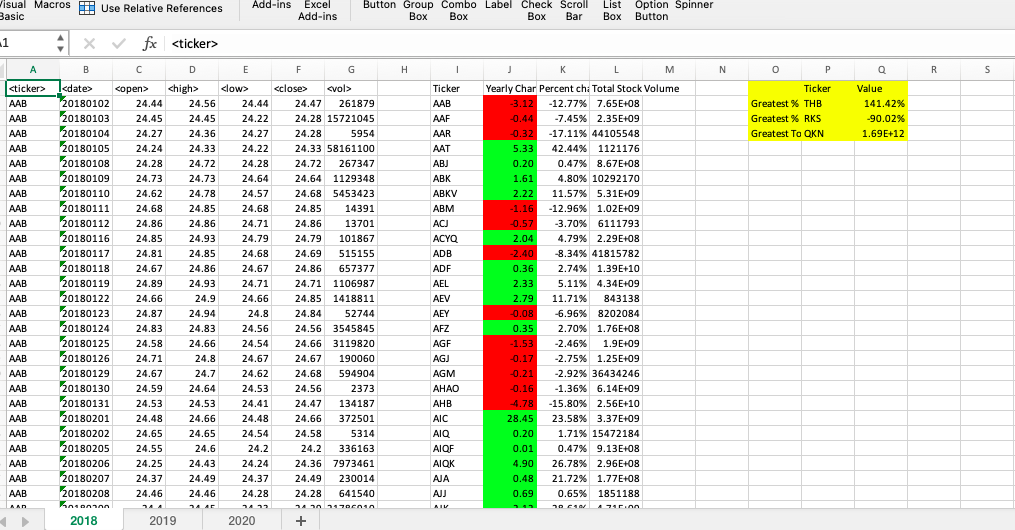 Visual Macros Use Relative References Add-ins Excel Button Group Combo Label Check Scroll List Option Spinner
Basic Add-ins Box Box Box Bar Box Button
A1 fx <ticker>
A B C D E F G H I J K L M N O P Q R S
<ticker> <date> <open> <high> <low> <close> <vol> Ticker Yearly Chan Percent cha Total Stock Volume Ticker Value
AAB 20180102 24.44 24.56 24.44 24.47 261879 AAB -3.12 -12.77% 7.65E+08 Greatest % THB 141.42%
AAB 20180103 24.45 24.45 24.22 24.28 15721045 AAF -0.44 -7.45% 2.35E+09 Greatest % RKS -90.02%
AAB 20180104 24.27 24.36 24.27 24.28 5954 AAR -0.32 -17.11% 44105548 Greatest To QKN 1.69E+12
AAB 20180105 24.24 24.33 22.22 24.33 58161100 AAT 5.33 42.44% 1121176
AAB 20180108 24.28 24.72 24.28 24.72 267347 ABJ 0.20 0.47% 8.67E+08
AAB 20180109 24.73 24.73 24.64 24.64 1129348 ABK 1.61 4.80% 10292170
AAB 20180110 24.62 24.78 24.57 24.68 5453423 ABKV 2.22 11.57% 5.31E+09
AAB 20180111 24.68 24.85 24.68 24.85 14391 ABM -1.16 -12.96% 1.02E+09
AAB 20180112 24.86 24.86 24.71 24.86 13701 ACJ -0.57 -3.70% 6111793
AAB 20180116 24.85 24.93 24.79 24.79 101867 ACYQ 2.04 4.79% 2.29E+08
AAB 20180117 24.81 24.85 24.68 24.69 515155 ADB -2.40 -8.34% 41815782
AAB 20180118 24.67 24.86 24.67 24.86 657377 ADF 0.36 2.74% 1.39E+10
AAB 20180119 24.89 24.93 24.71 24.71 1106987 AEL 2.33 5.11% 4.34E+09
AAB 20180122 24.66 24.9 24.66 24.85 1418811 AEV 2.79 11.71% 843138
AAB 20180123 24.87 24.94 24.8 24.84 52744 AEY -0.08 -6.96% 8202084
AAB 20180124 24.83 24.83 24.56 24.56 3545845 AFZ 0.35 2.70% 1.76E+08
AAB 20180125 24.58 24.66 24.54 24.66 3119820 AGF -1.53 -2.46% 1.9E+09
AAB 20180126 24.71 24.8 24.67 24.67 190060 AGJ -0.17 -2.75% 1.25E+09
AAB 20180129 24.67 24.7 24.62 24.68 594904 AGM -0.21 -2.92% 36434246
AAB 20180130 24.59 24.64 24.53 24.56 2373 AHAO -0.16 -1.36% 6.14E+09
AAB 20180131 24.53 24.53 24.41 24.47 134187 AHB -4.78 -15.80% 2.56E+10
AAB 20180201 24.48 24.66 24.48 24.66 372501 AIC 28.45 23.58% 3.37E+09
AAB 20180202 24.65 24.65 24.54 24.58 5314 AIQ 0.20 1.71% 15472184
AAB 20180205 24.55 24.6 24.2 24.2 336163 AIQF 0.01 0.47% 9.13E+08
AAB 20180206 24.25 24.43 24.24 24.36 7973461 AIQK 4.90 26.78% 2.96E+08
AAB 20180207 24.37 24.49 24.37 24.49 230014 AJA 0.48 21.72% 1.77E+08
AAB 20180208 24.46 24.46 24.28 24.28 641540 AJJ 0.69 0.65% 1851188
2018 2019 2020 +